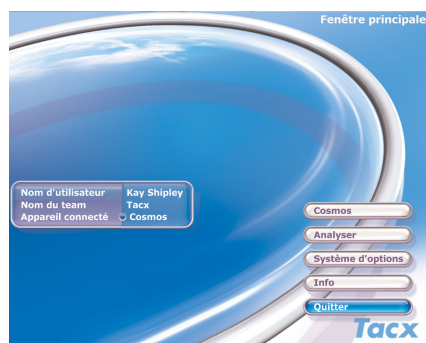 Fenêtre principale
Nom d'utilisateur Kay Shipley
Nom du team Tacx
Appareil connecté Cosmos
Cosmos
Analyser
Système d'options
Info
Quitter
Tacx